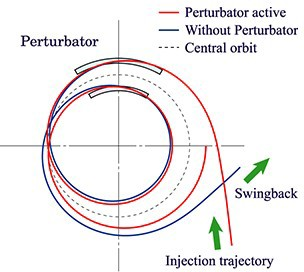 Perturbator active
Without Perturbator
Central orbit
Perturbator
Swingback
Injection trajectory